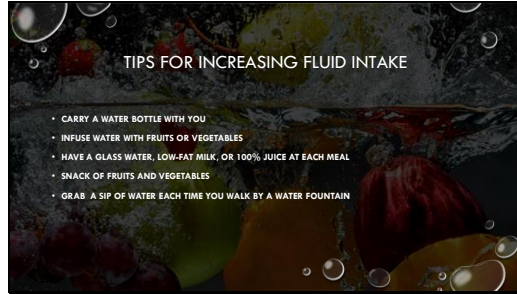 TIPS FOR INCREASING FLUID INTAKE
• CARRY A WATER BOTTLE WITH YOU
• INFUSE WATER WITH FRUITS OR VEGETABLES
• HAVE A GLASS WATER, LOW-FAT MILK, OR 100% JUICE AT EACH MEAL
• SNACK OF FRUITS AND VEGETABLES
• GRAB A SIP OF WATER EACH TIME YOU WALK BY A WATER FOUNTAIN